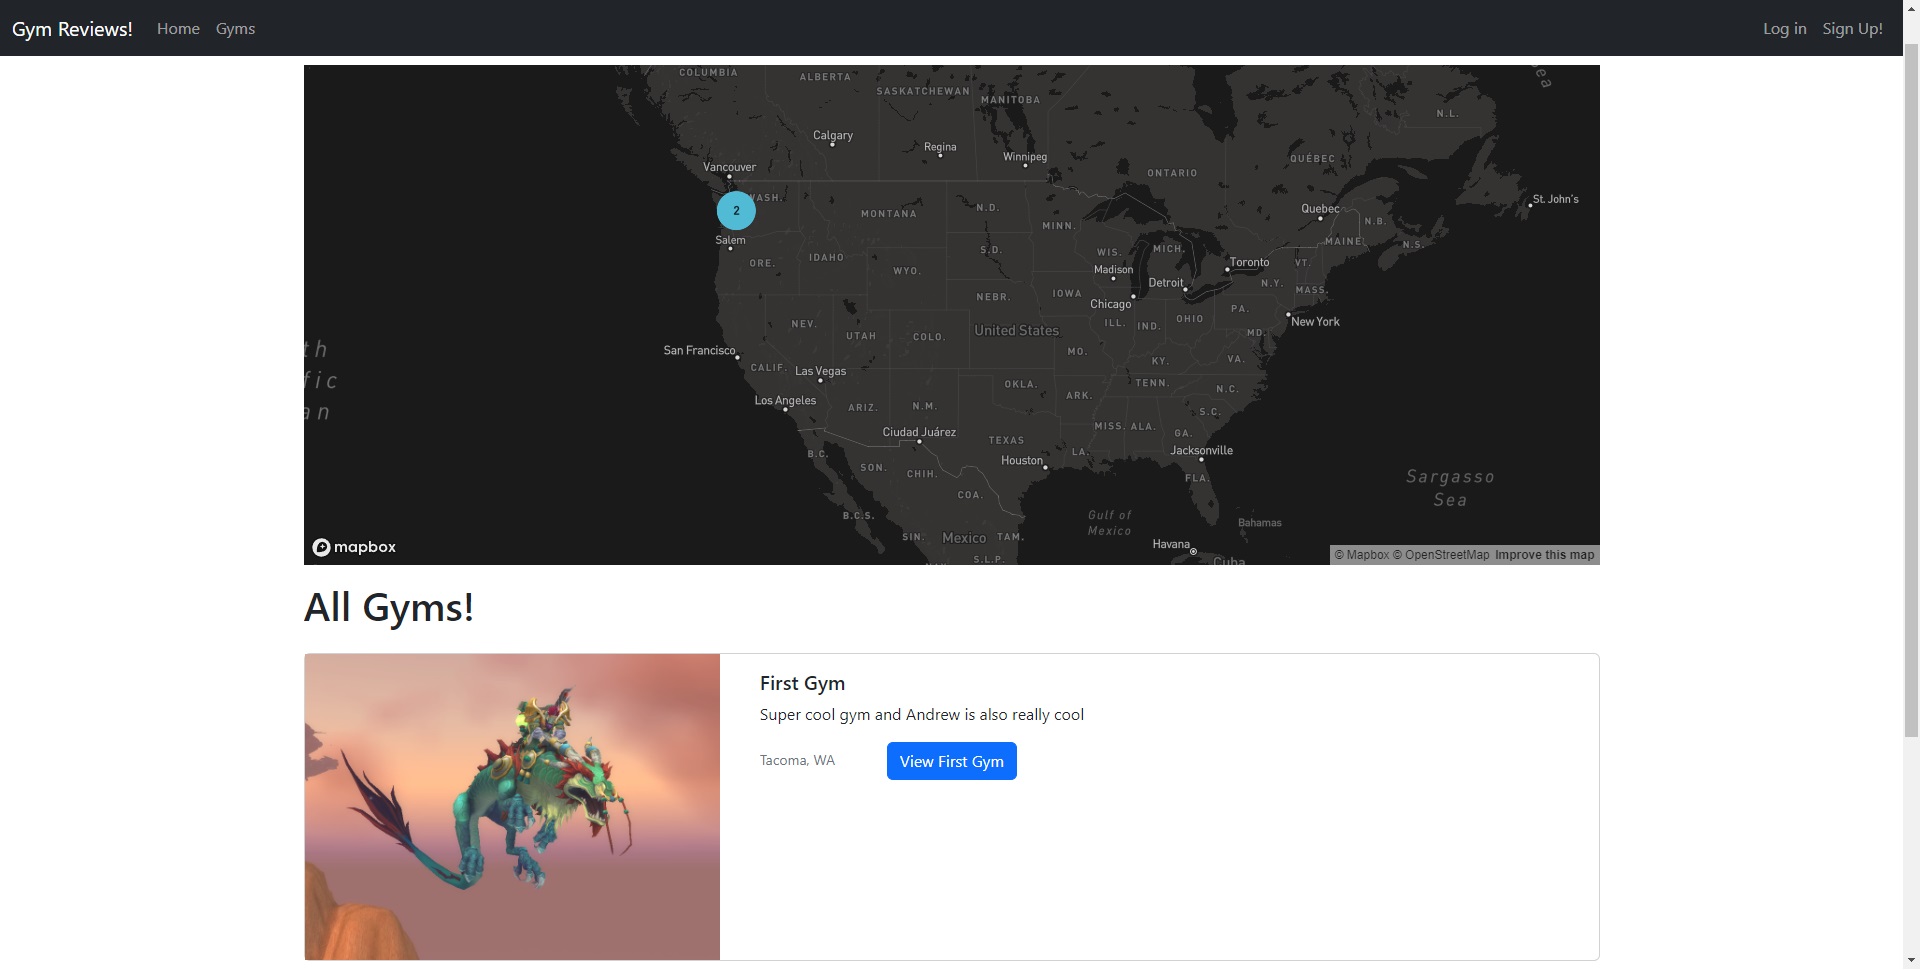 Gym Reviews! Home Gyms Log in Sign Up!
COLUMBIA
ALBERTA
SASKATCHEWAN
MANITOBA
N.L.
Calgary
Regina
Winnipeg
QUÉBEC
ONTARIO
Vancouver
WASH.
2
MONTANA
N.D.
MINN.
Quebec
St. John's
N.B.
MAINE
N.S.
Salem
ORE.
IDAHO
WYO.
S.D.
WIS.
MICH.
Madison
Toronto
VT.
Detroit
N.Y.
MASS.
NEBR.
IOWA
Chicago
PA.
NEV.
UTAH
COLO.
United States
ILL.
IND.
OHIO
MD.
New York
San Francisco
CALIF.
Las Vegas
MO.
KY.
VA.
th
fic
an
OKLA.
TENN.
N.C.
Los Angeles
ARIZ.
N.M.
ARK.
S.C.
Ciudad Juárez
TEXAS
MISS.
ALA.
GA.
B.C.
SON.
CHIH.
Houston
LA.
Jacksonville
FLA.
COA.
Sargasso
Sea
B.C.S.
Gulf of
Mexico
Bahamas
SIN.
Mexico
TAM.
Havana
S.L.P.
Cuba
mapbox
© Mapbox © OpenStreetMap Improve this map
All Gyms!
First Gym
Super cool gym and Andrew is also really cool
Tacoma, WA View First Gym